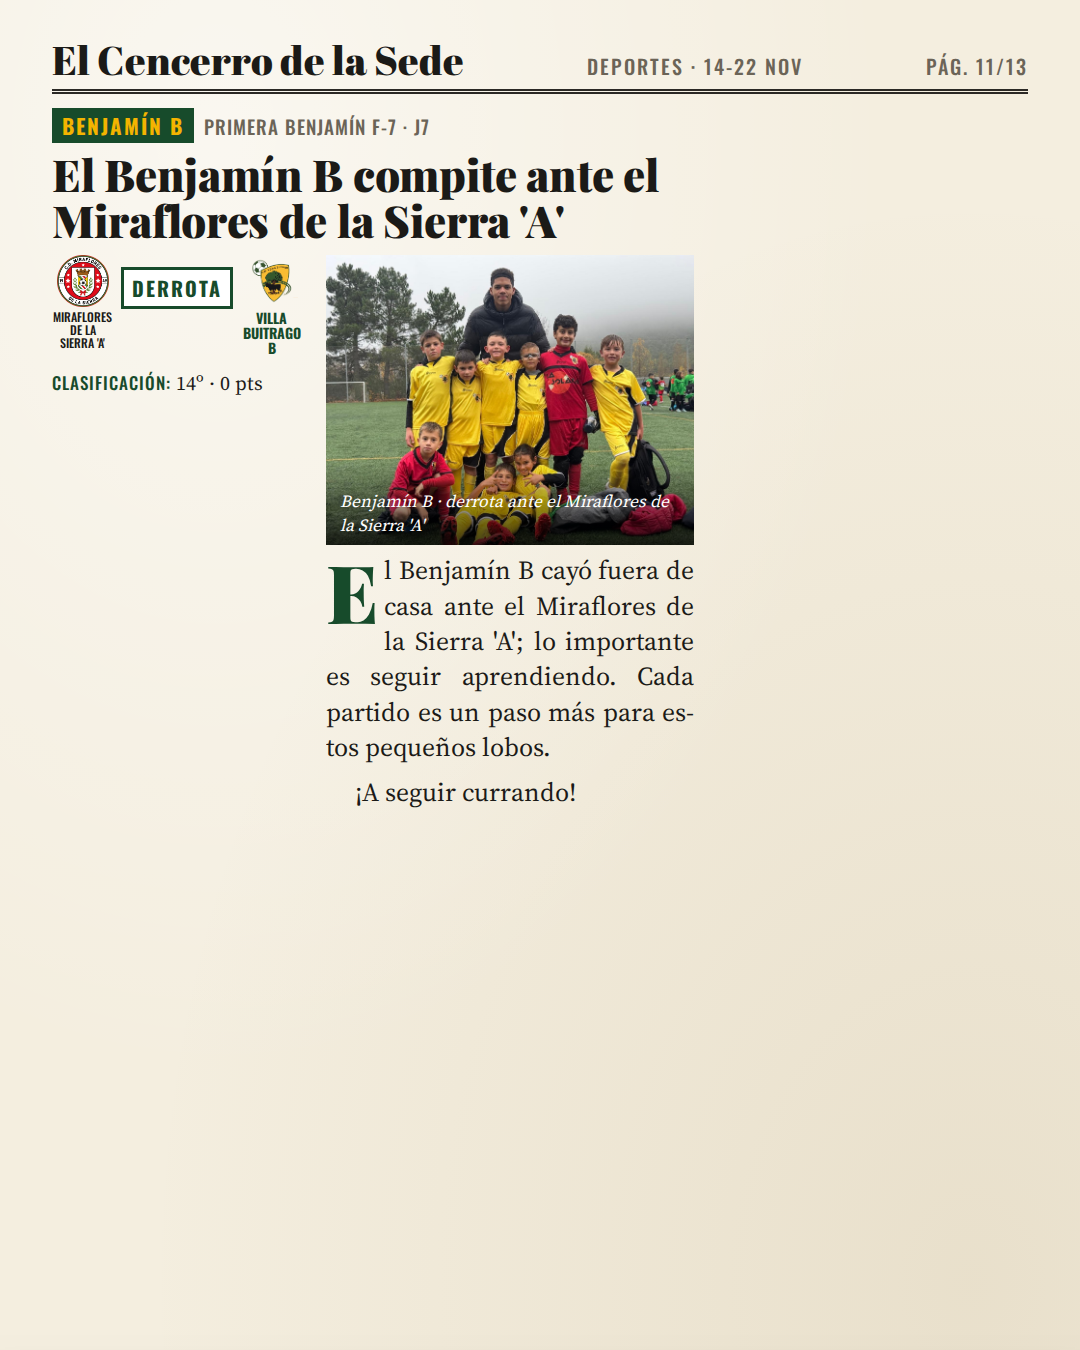 El Cencerro de la Sede
DEPORTES · 14-22 NOV
PÁG. 11/13
BENJAMÍN B
PRIMERA BENJAMÍN F-7 · J7
El Benjamín B compite ante el
Miraflores de la Sierra 'A'
MIRAFLORES
DE LA
SIERRA 'A'
DERROTA
VILLA
BUITRAGO
B
CLASIFICACIÓN: 14º · 0 pts
Benjamín B · derrota ante el Miraflores de
la Sierra 'A'
El Benjamín B cayó fuera de
casa ante el Miraflores de
la Sierra 'A'; lo importante
es seguir aprendiendo. Cada
partido es un paso más para es-
tos pequeños lobos.
¡A seguir currando!